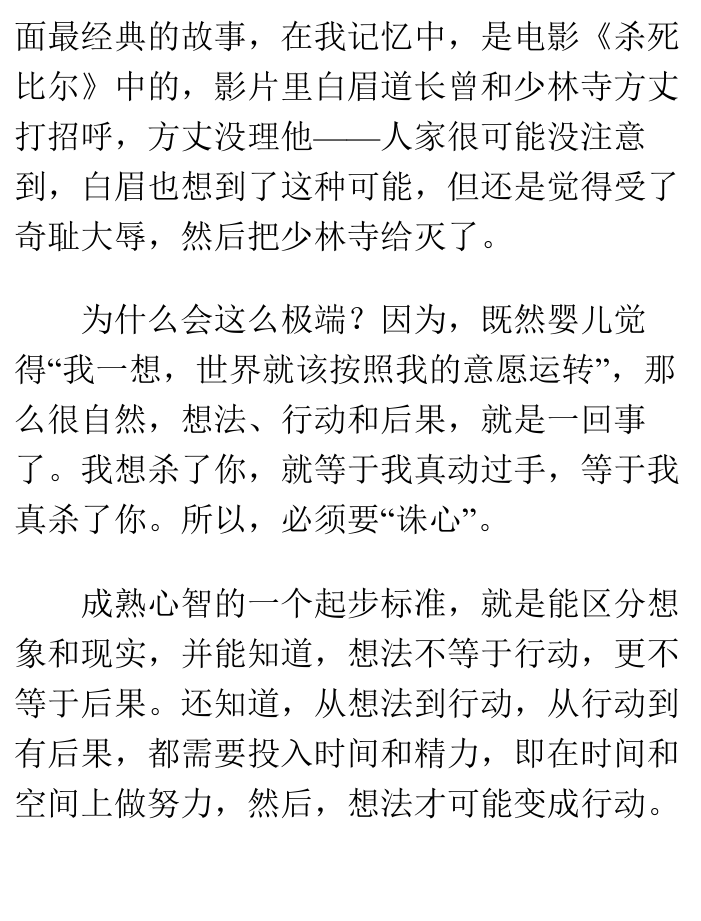 面最经典的故事，在我记忆中，是电影《杀死
比尔》中的，影片里白眉道长曾和少林寺方丈
打招呼，方丈没理他——人家很可能没注意
到，白眉也想到了这种可能，但还是觉得受了
奇耻大辱，然后把少林寺给灭了。
为什么会这么极端？因为，既然婴儿觉
得“我一想，世界就该按照我的意愿运转”，那
么很自然，想法、行动和后果，就是一回事
了。我想杀了你，就等于我真动过手，等于我
真杀了你。所以，必须要“诛心”。
成熟心智的一个起步标准，就是能区分想
象和现实，并能知道，想法不等于行动，更不
等于后果。还知道，从想法到行动，从行动到
有后果，都需要投入时间和精力，即在时间和
空间上做努力，然后，想法才可能变成行动。